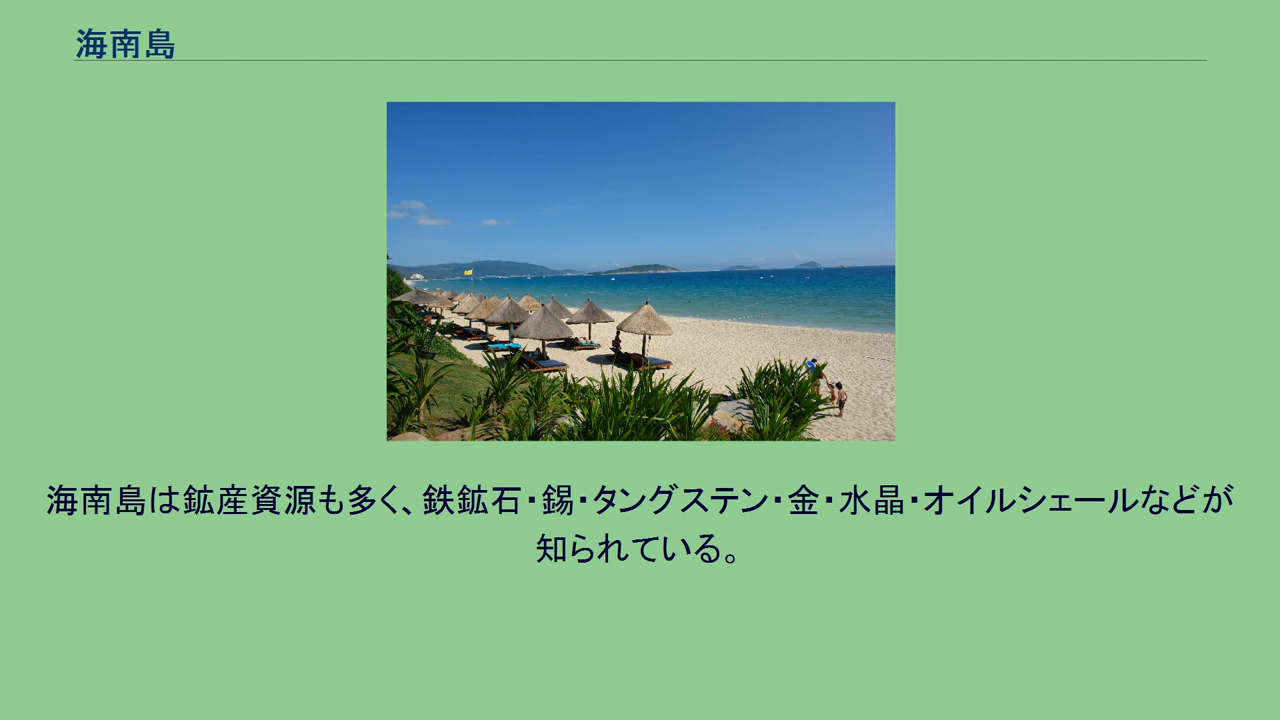 海南島
海南島は鉱産資源も多く、鉄鉱石・錫・タングステン・金・水晶・オイルシェールなどが
知られている。